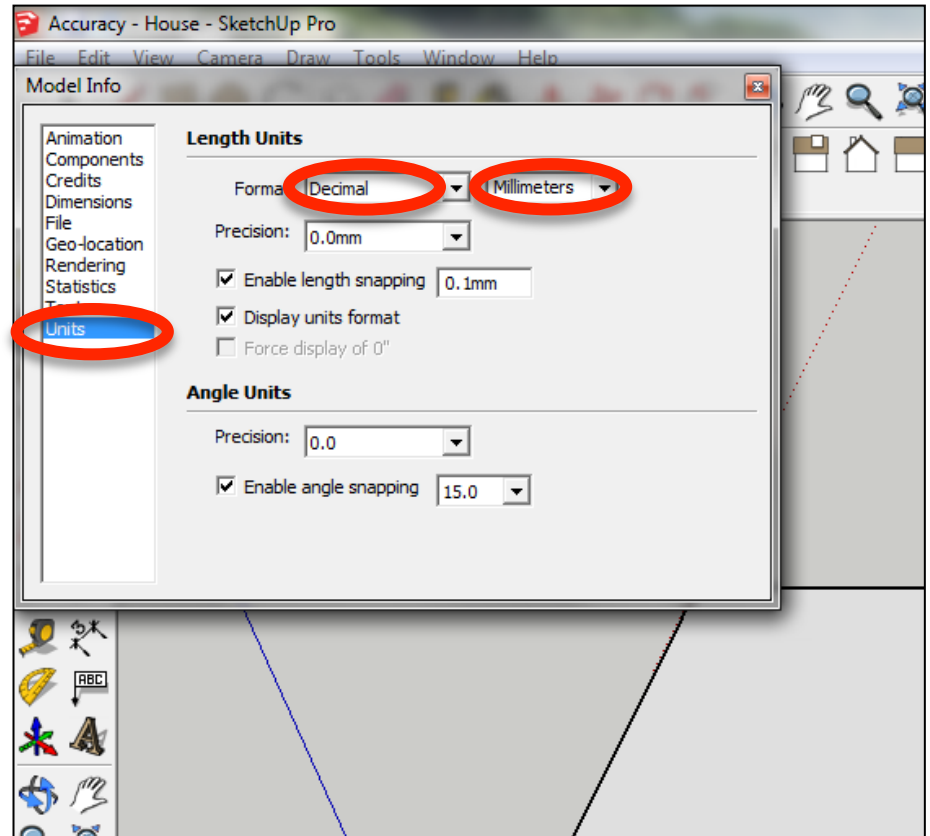 Accuracy - House - SketchUp Pro
File Edit View Camera Draw Tools Window Help
Model Info
Animation
Components
Credits
Dimensions
File
Geo-location
Rendering
Statistics
Units
Length Units
Format: Decimal Millimeters
Precision: 0.0mm
Enable length snapping 0.1mm
Display units format
Force display of 0"
Angle Units
Precision: 0.0
Enable angle snapping 15.0
ABC